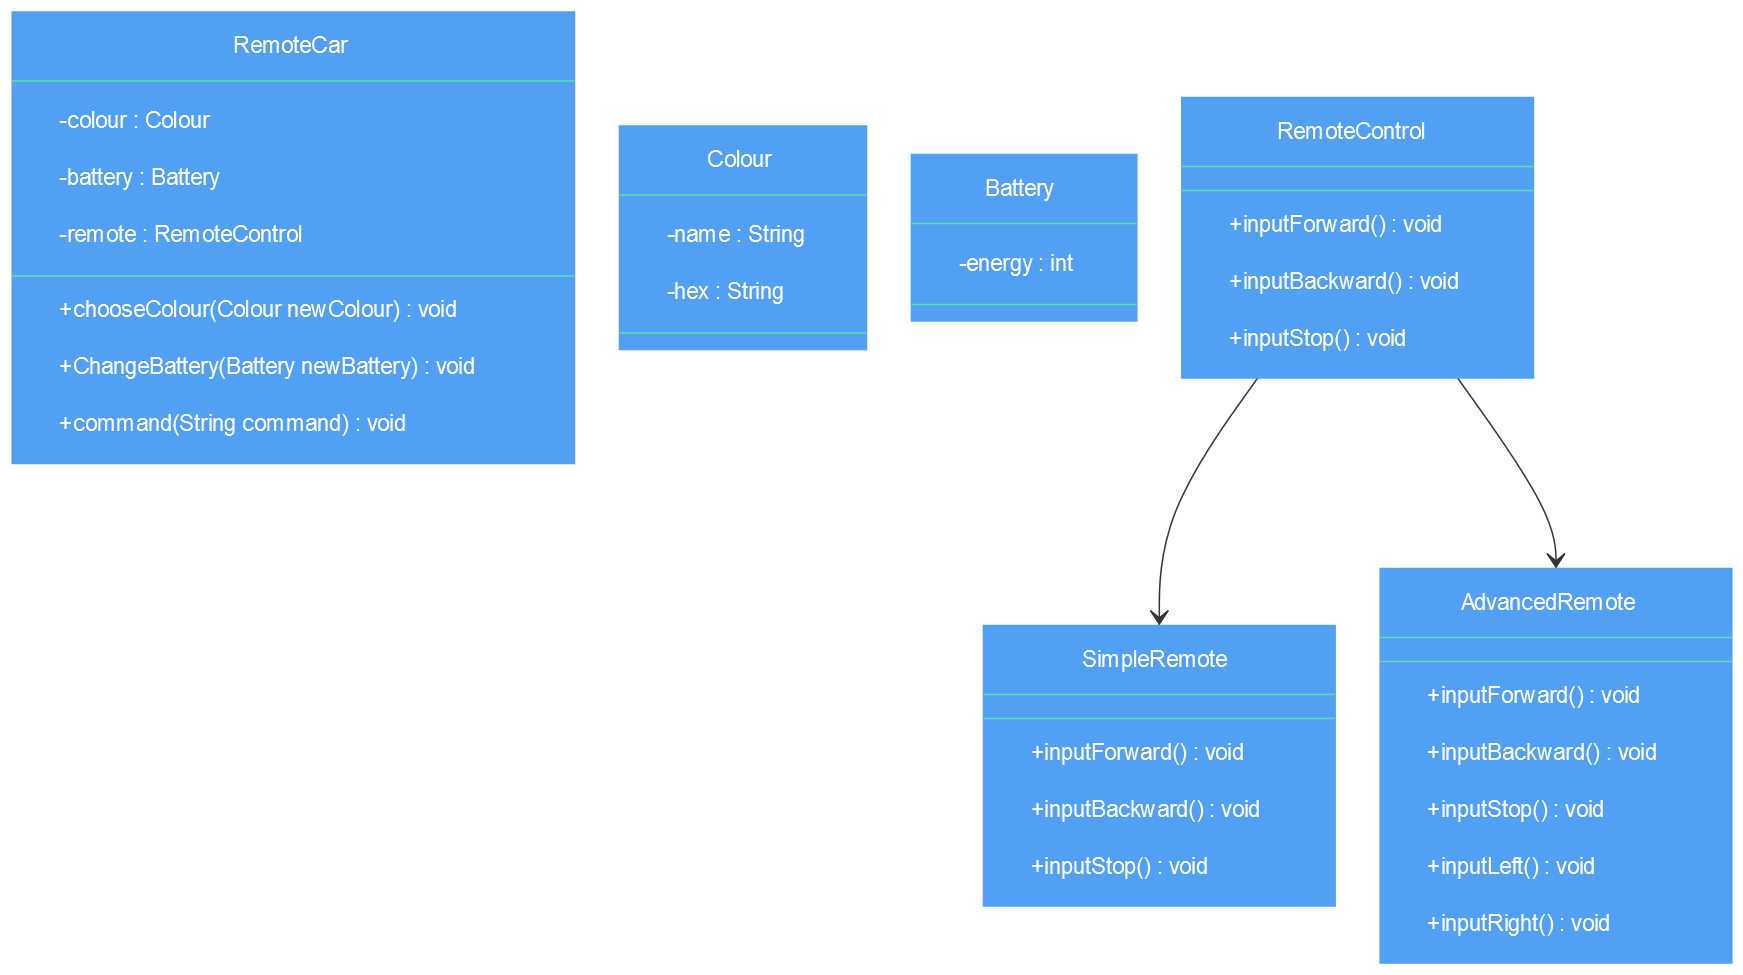 RemoteCar
-colour : Colour
-battery : Battery
-remote : RemoteControl
+chooseColour(Colour newColour) : void
+ChangeBattery(Battery newBattery) : void
+command(String command) : void
Colour
-name : String
-hex : String
Battery
-energy : int
RemoteControl
+inputForward() : void
+inputBackward() : void
+inputStop() : void
SimpleRemote
+inputForward() : void
+inputBackward() : void
+inputStop() : void
AdvancedRemote
+inputForward() : void
+inputBackward() : void
+inputStop() : void
+inputLeft() : void
+inputRight() : void